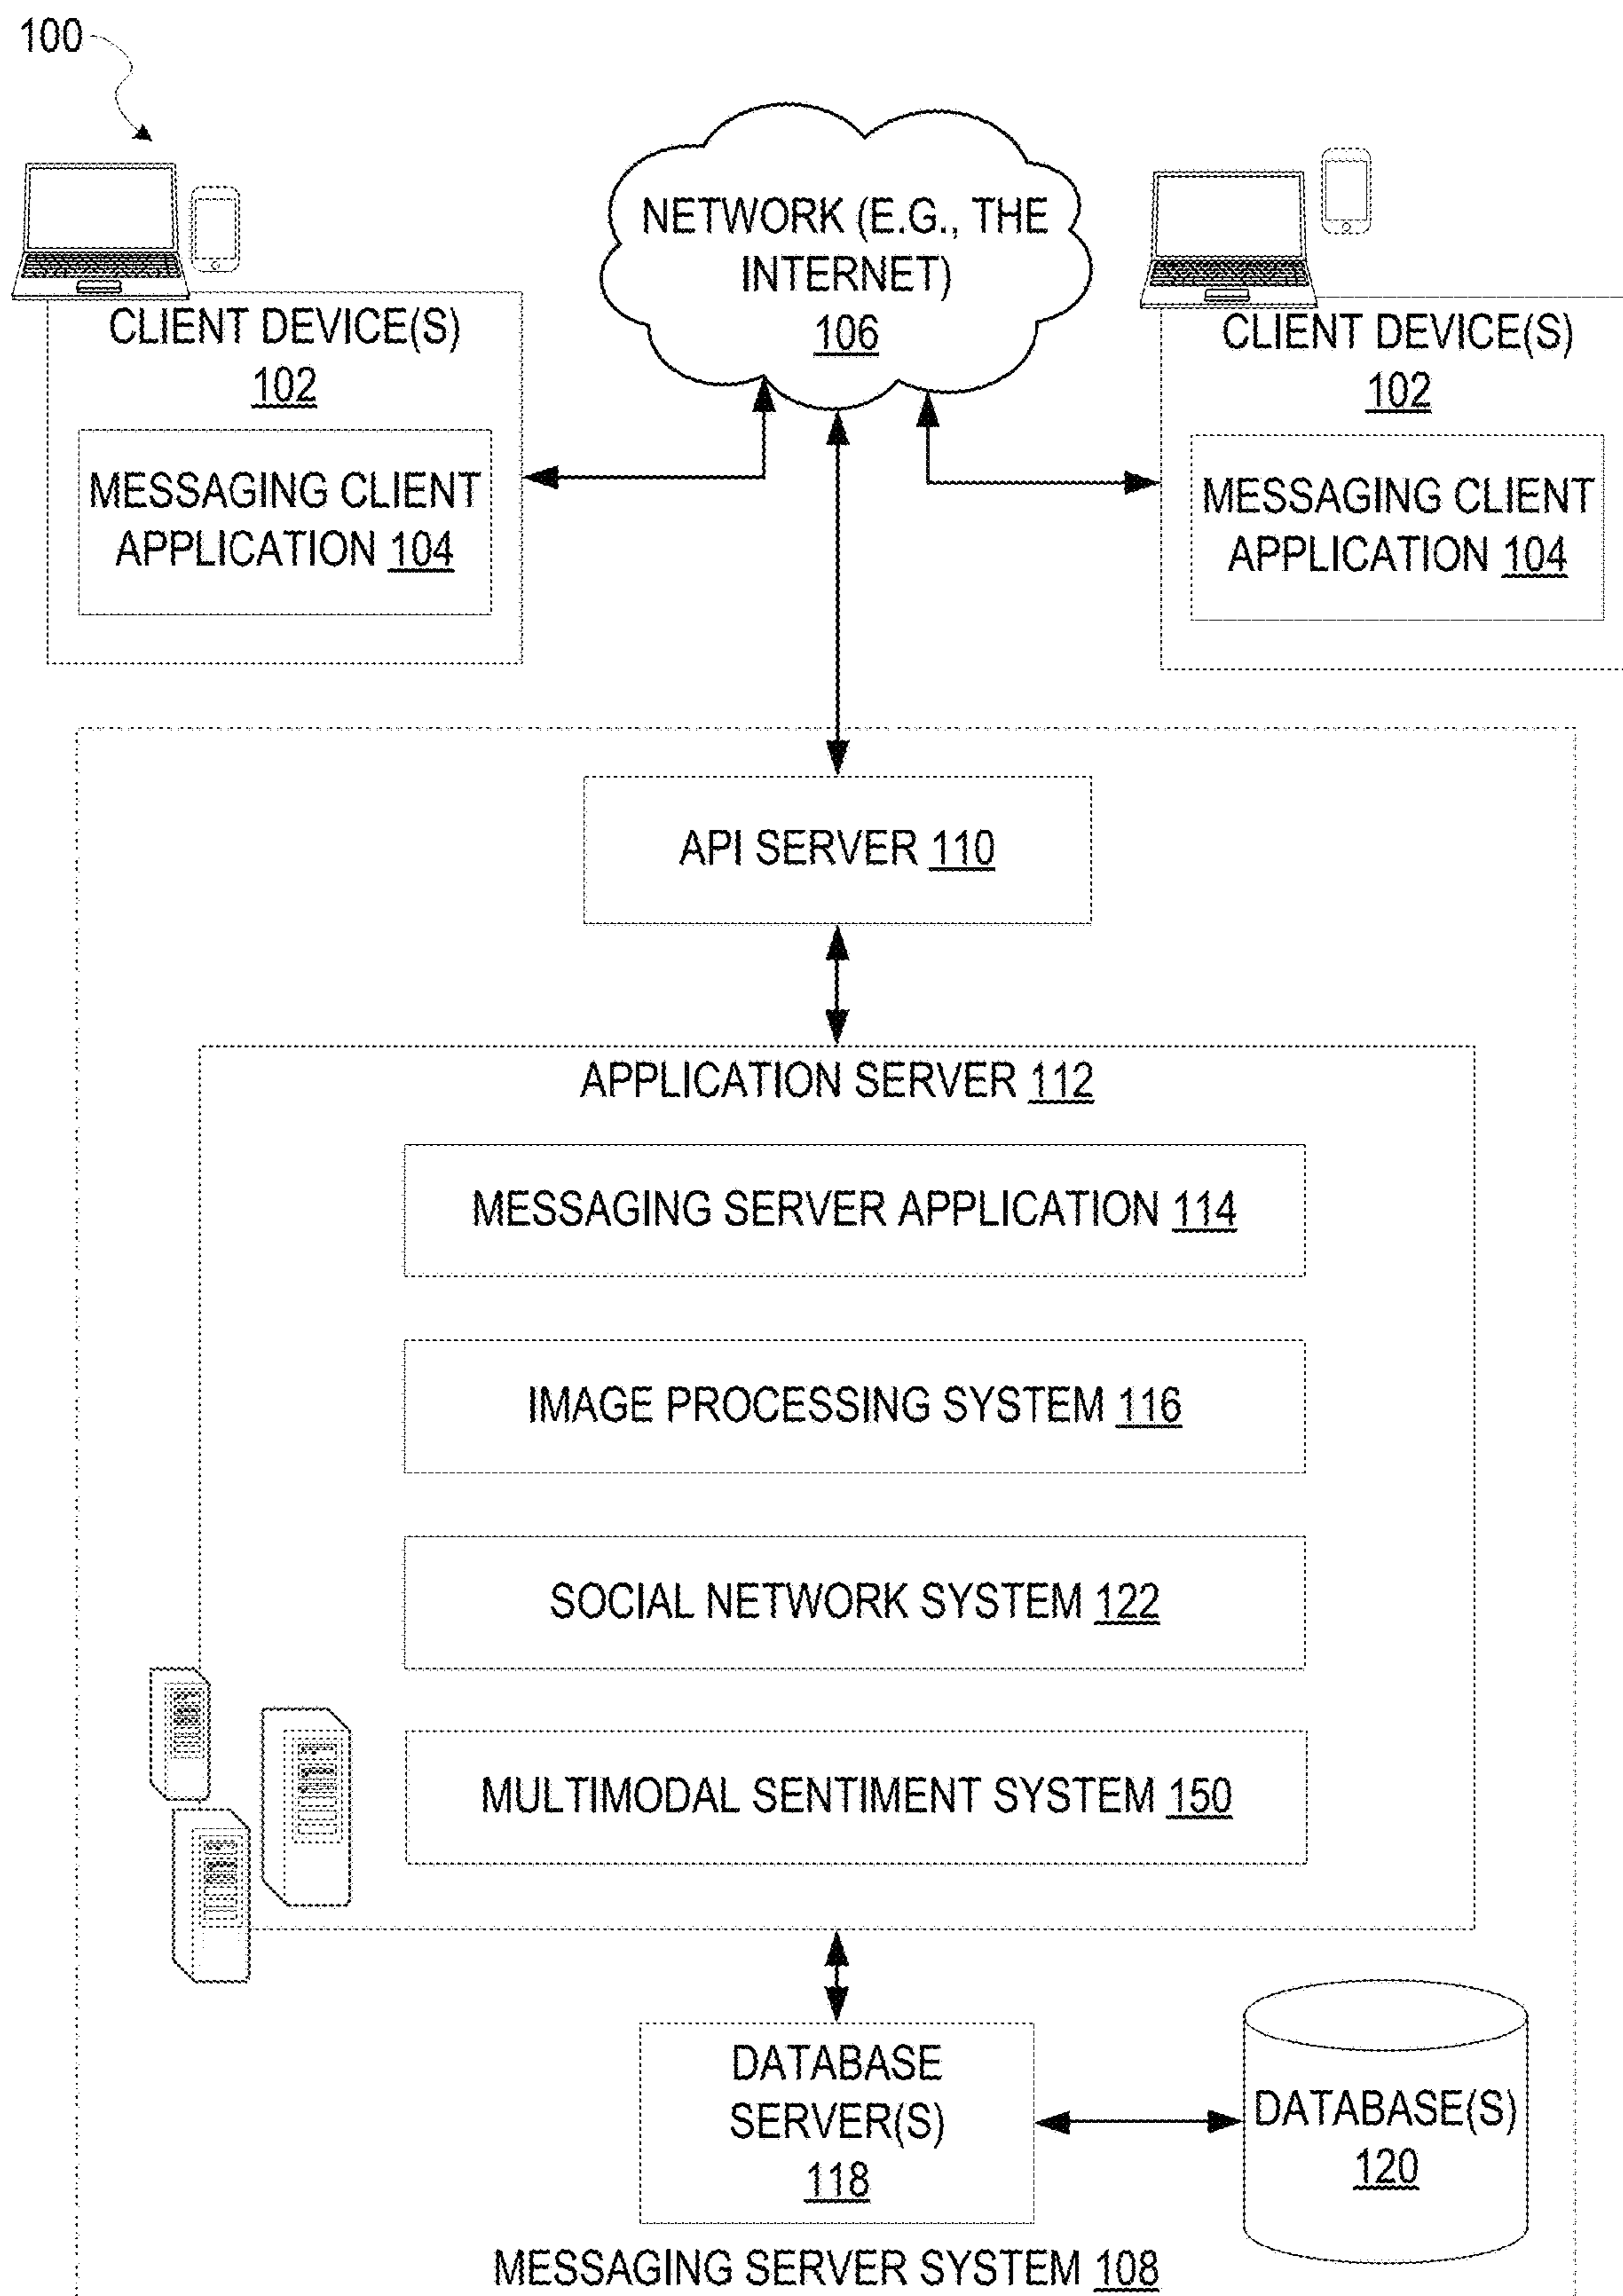 100
NETWORK (E.G., THE
INTERNET)
106
CLIENT DEVICE(S)
102
MESSAGING CLIENT
APPLICATION 104
CLIENT DEVICE(S)
102
MESSAGING CLIENT
APPLICATION 104
API SERVER 110
APPLICATION SERVER 112
MESSAGING SERVER APPLICATION 114
IMAGE PROCESSING SYSTEM 116
SOCIAL NETWORK SYSTEM 122
MULTIMODAL SENTIMENT SYSTEM 150
DATABASE
SERVER(S)
118
DATABASE(S)
120
MESSAGING SERVER SYSTEM 108